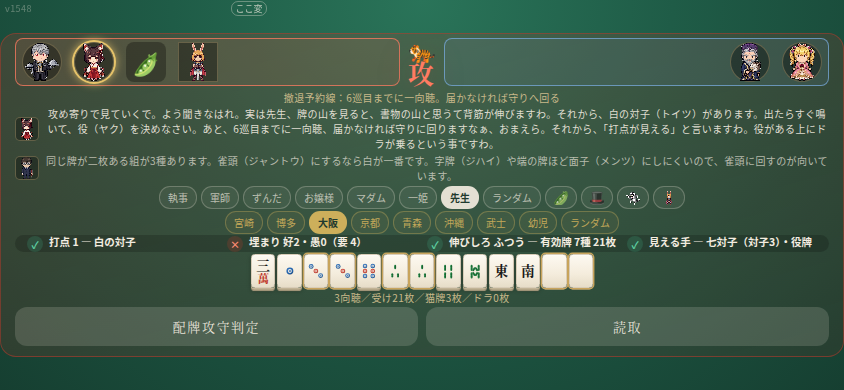 v1548
ここ変
攻
撤退予約線：6巡目までに一向聴。届かなければ守りへ回る
攻め寄りで見ていくで。よう聞きなはれ。実は先生、牌の山を見ると、書物の山と思うて背筋が伸びますわ。それから、白の対子（トイツ）があります。出たらすぐ鳴
いて、役（ヤク）を決めなさい。あと、6巡目までに一向聴、届かなければ守りに回りますなぁ、おまえら。それから、「打点が見える」と言いますわ。役がある上にド
ラが乗るという事ですわ。
同じ牌が二枚ある組が3種あります。雀頭（ジャントウ）にするなら白が一番です。字牌（ジハイ）や端の牌ほど面子（メンツ）にしにくいので、雀頭に回すのが向いて
います。
執事 軍師 ずんだ お嬢様 マダム 一姫 先生 ランダム
宮崎 博多 大阪 京都 青森 沖縄 武士 幼児 ランダム
✓ 打点 1 — 白の対子 ✕ 埋まり 好2・愚0（要 4） ✓ 伸びしろ ふつう — 有効牌 7種 21枚 ✓ 見える手 — 七対子（対子3）・役牌
三萬 東 南
3向聴／受け21枚／猫牌3枚／ドラ0枚
配牌攻守判定 読取